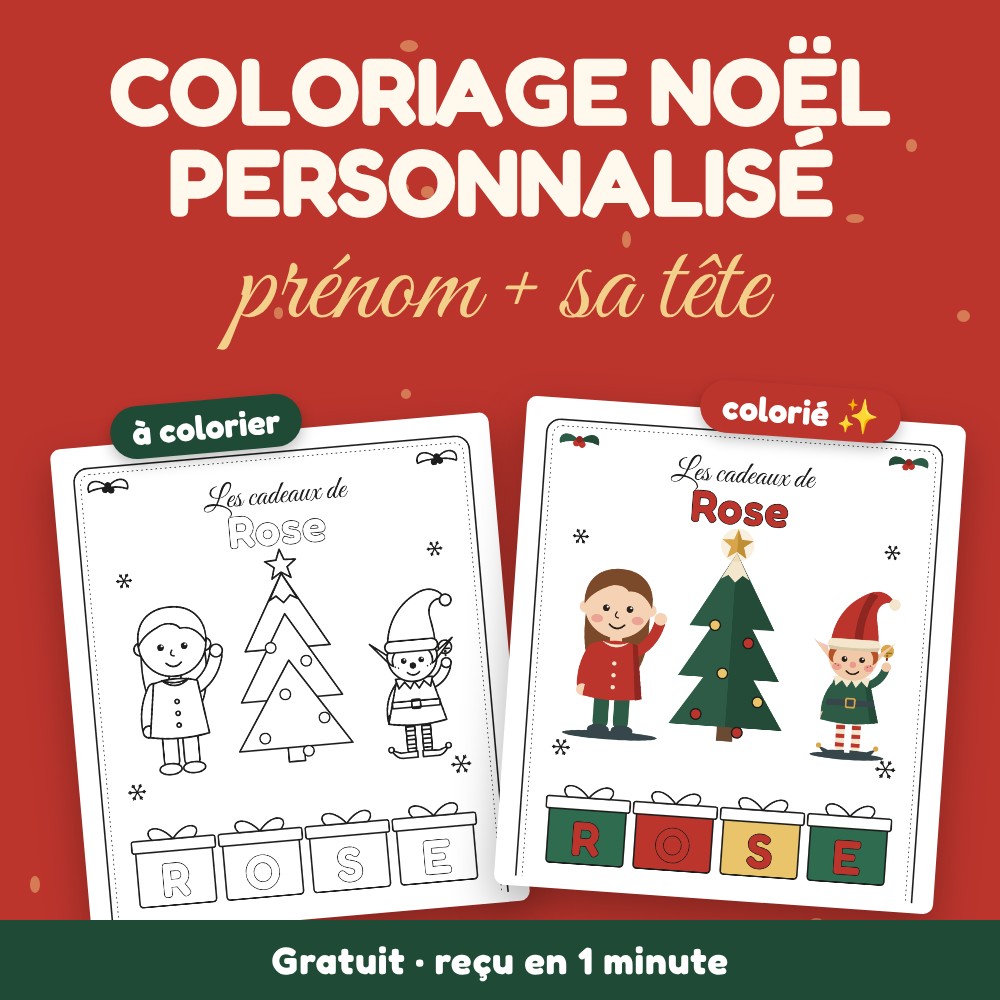 COLORIAGE NOËL
PERSONNALISÉ
prénom + sa tête
à colorier
Les cadeaux de
Rose
R O S E
colorié ✨
Les cadeaux de
Rose
R O S E
Gratuit · reçu en 1 minute